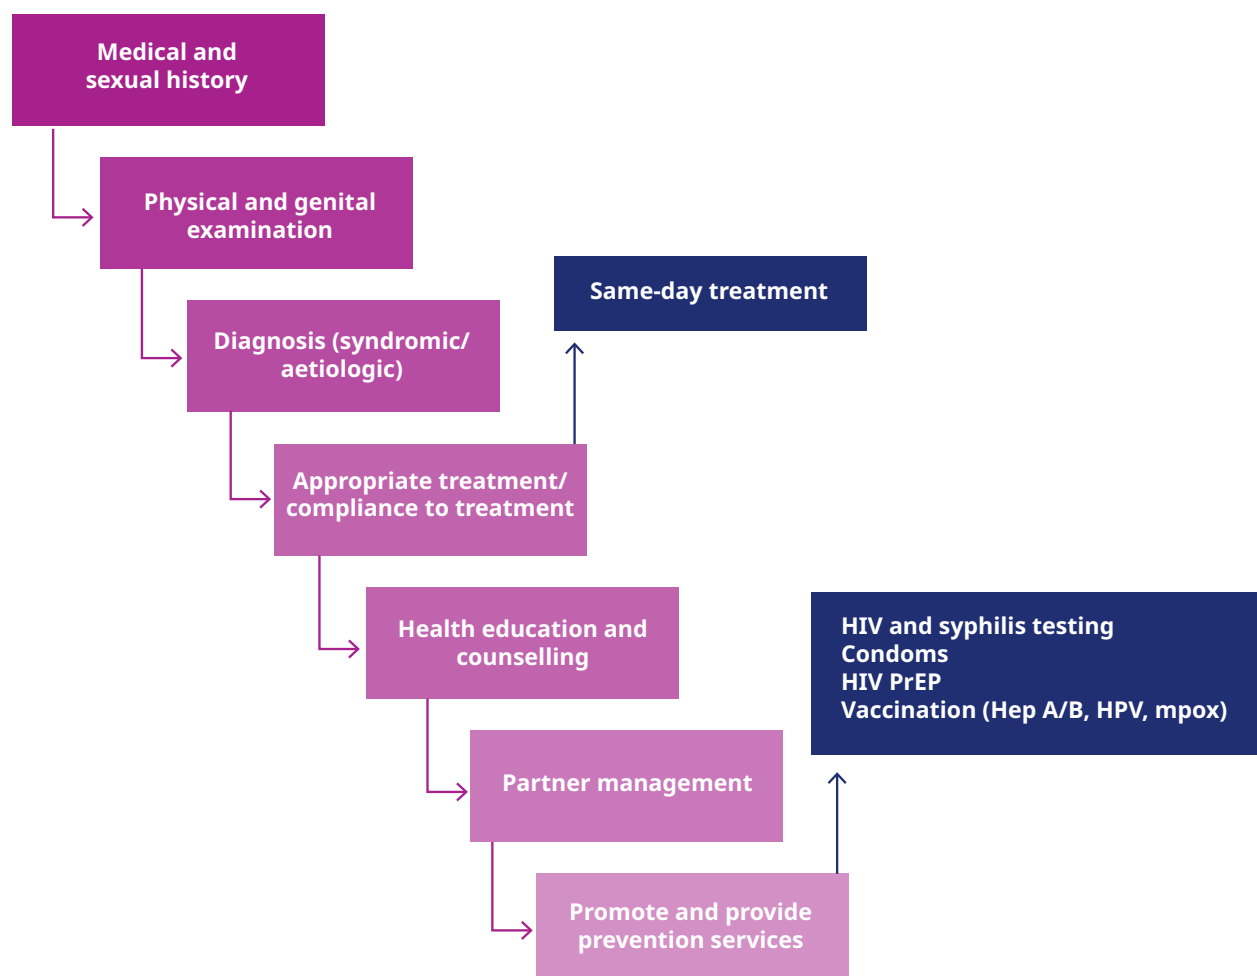 Medical and
sexual history
Physical and genital
examination
Same-day treatment
Diagnosis (syndromic/
aetiologic)
Appropriate treatment/
compliance to treatment
Health education and
counselling
HIV and syphilis testing
Condoms
HIV PrEP
Vaccination (Hep A/B, HPV, mpox)
Partner management
Promote and provide
prevention services